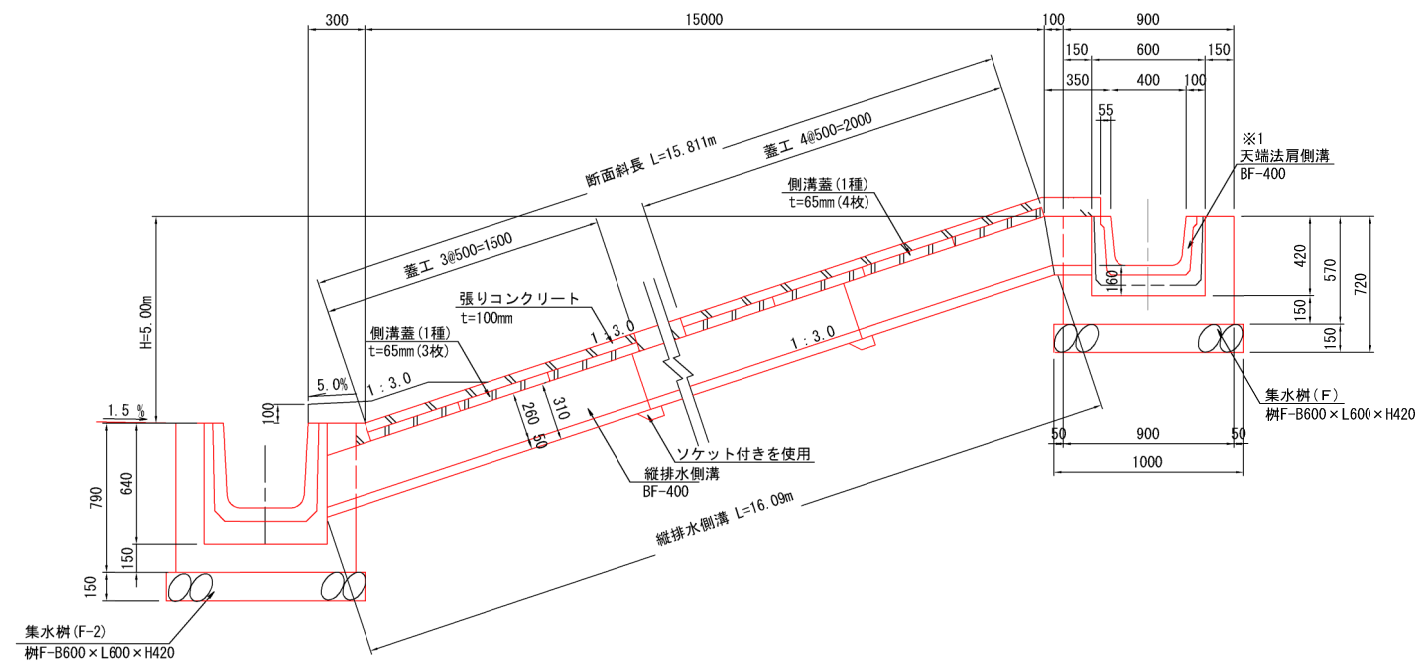 300
15000
100
900
150
600
150
350
400
100
55
※1
天端法肩側溝
BF-400
断面斜長 L=15.811m
蓋工 4@500=2000
側溝蓋(1種)
t=65mm(4枚)
蓋工 3@500=1500
張りコンクリート
t=100mm
側溝蓋(1種)
t=65mm(3枚)
H=5.00m
1:3.0
1:3.0
1:3.0
5.0%
1.5 %
100
160
420
570
720
150
150
260
50
310
ソケット付きを使用
縦排水側溝
BF-400
縦排水側溝 L=16.09m
集水桝(F)
桝F-B600×L600×H420
50
900
50
1000
790
640
150
150
集水桝(F-2)
桝F-B600×L600×H420